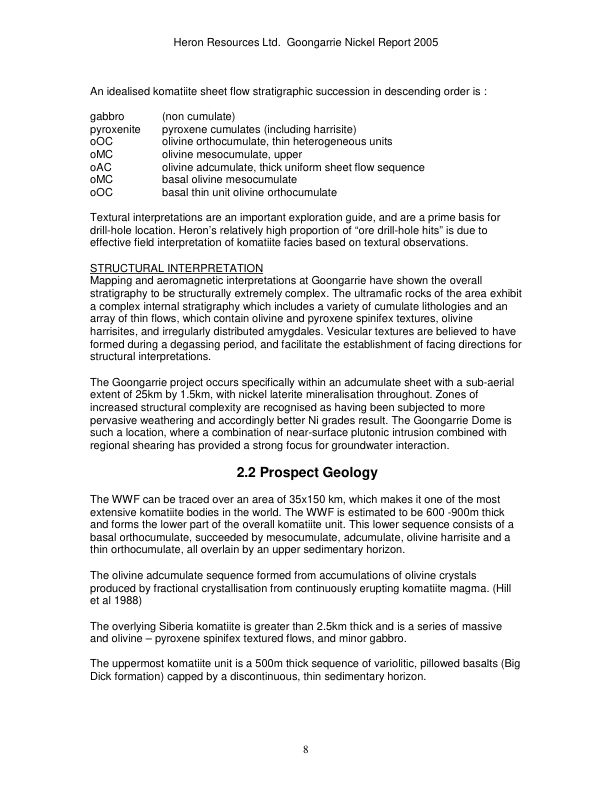 Heron Resources Ltd.  Goongarrie Nickel Report 2005
An idealised komatiite sheet flow stratigraphic succession in descending order is :
gabbro (non cumulate)
pyroxenite pyroxene cumulates (including harrisite)
oOC olivine orthocumulate, thin heterogeneous units
oMC olivine mesocumulate, upper
oAC olivine adcumulate, thick uniform sheet flow sequence
oMC basal olivine mesocumulate
oOC basal thin unit olivine orthocumulate
Textural interpretations are an important exploration guide, and are a prime basis for
drill-hole location. Heron's relatively high proportion of “ore drill-hole hits” is due to
effective field interpretation of komatiite facies based on textural observations.
STRUCTURAL INTERPRETATION
Mapping and aeromagnetic interpretations at Goongarrie have shown the overall
stratigraphy to be structurally extremely complex. The ultramafic rocks of the area exhibit
a complex internal stratigraphy which includes a variety of cumulate lithologies and an
array of thin flows, which contain olivine and pyroxene spinifex textures, olivine
harrisites, and irregularly distributed amygdales. Vesicular textures are believed to have
formed during a degassing period, and facilitate the establishment of facing directions for
structural interpretations.
The Goongarrie project occurs specifically within an adcumulate sheet with a sub-aerial
extent of 25km by 1.5km, with nickel laterite mineralisation throughout. Zones of
increased structural complexity are recognised as having been subjected to more
pervasive weathering and accordingly better Ni grades result. The Goongarrie Dome is
such a location, where a combination of near-surface plutonic intrusion combined with
regional shearing has provided a strong focus for groundwater interaction.
2.2 Prospect Geology
The WWF can be traced over an area of 35x150 km, which makes it one of the most
extensive komatiite bodies in the world. The WWF is estimated to be 600 -900m thick
and forms the lower part of the overall komatiite unit. This lower sequence consists of a
basal orthocumulate, succeeded by mesocumulate, adcumulate, olivine harrisite and a
thin orthocumulate, all overlain by an upper sedimentary horizon.
The olivine adcumulate sequence formed from accumulations of olivine crystals
produced by fractional crystallisation from continuously erupting komatiite magma. (Hill
et al 1988)
The overlying Siberia komatiite is greater than 2.5km thick and is a series of massive
and olivine – pyroxene spinifex textured flows, and minor gabbro.
The uppermost komatiite unit is a 500m thick sequence of variolitic, pillowed basalts (Big
Dick formation) capped by a discontinuous, thin sedimentary horizon.
8